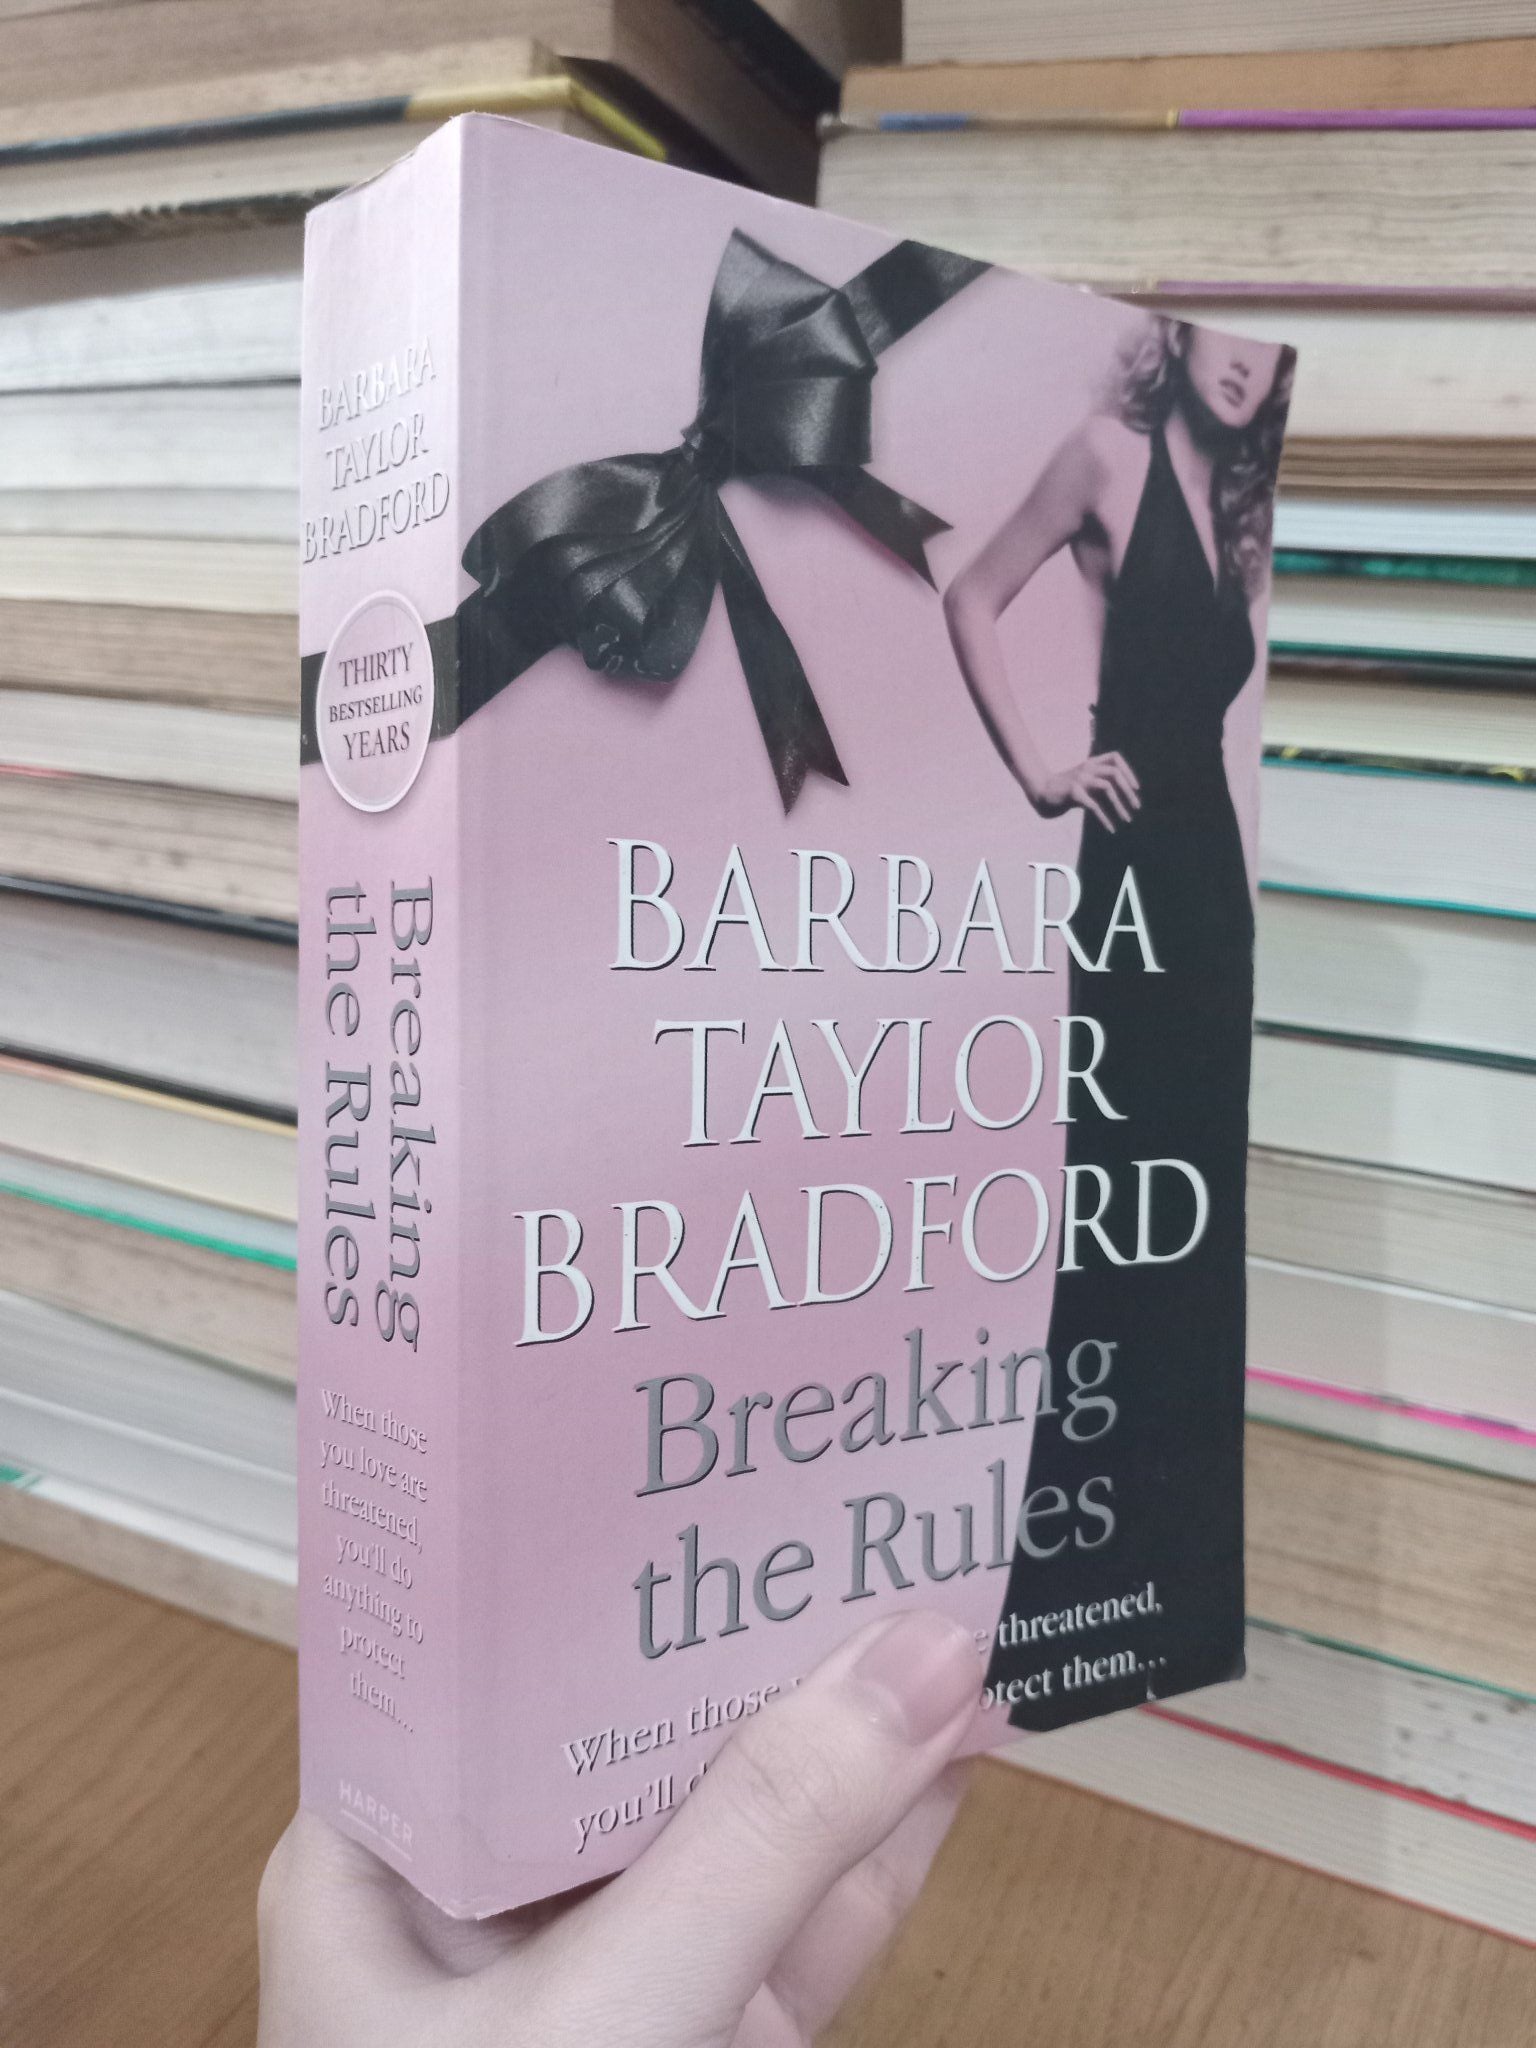 BARBARA
TAYLOR
BRADFORD
THIRTY
BESTSELLING
YEARS
Breaking
the Rules
When those
you love are
threatened,
you'll do
anything to
protect
them...
HARPER
BARBARA
TAYLOR
BRADFORD
Breaking
the Rules
When those threatened,
you'll them...